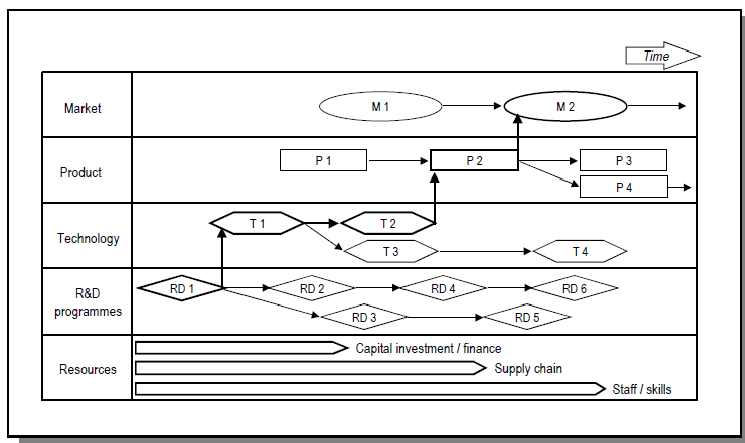 Time
Market
M 1
M 2
Product
P 1
P 2
P 3
P 4
Technology
T 1
T 2
T 3
T 4
R&D
programmes
RD 1
RD 2
RD 4
RD 6
RD 3
RD 5
Resources
Capital investment / finance
Supply chain
Staff / skills